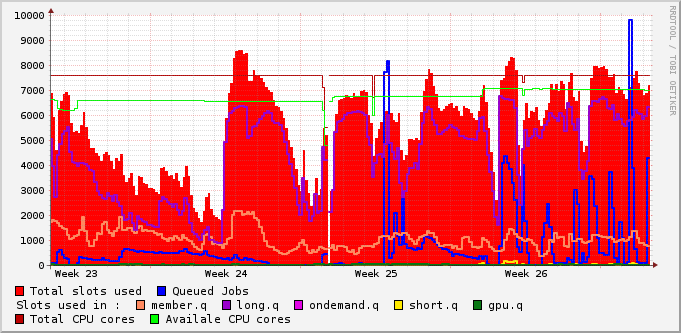 10000
9000
8000
7000
6000
5000
4000
3000
2000
1000
0
Week 23 Week 24 Week 25 Week 26
Total slots used Queued Jobs
Slots used in : member.q long.q ondemand.q short.q gpu.q
Total CPU cores Availale CPU cores
RRDTOOL / TOBI OETIKER